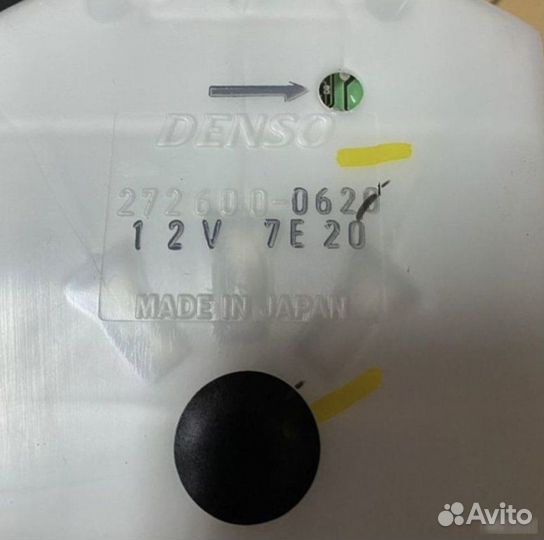 DENSO
272600-0620
12V 7E20
MADE IN JAPAN
Avito